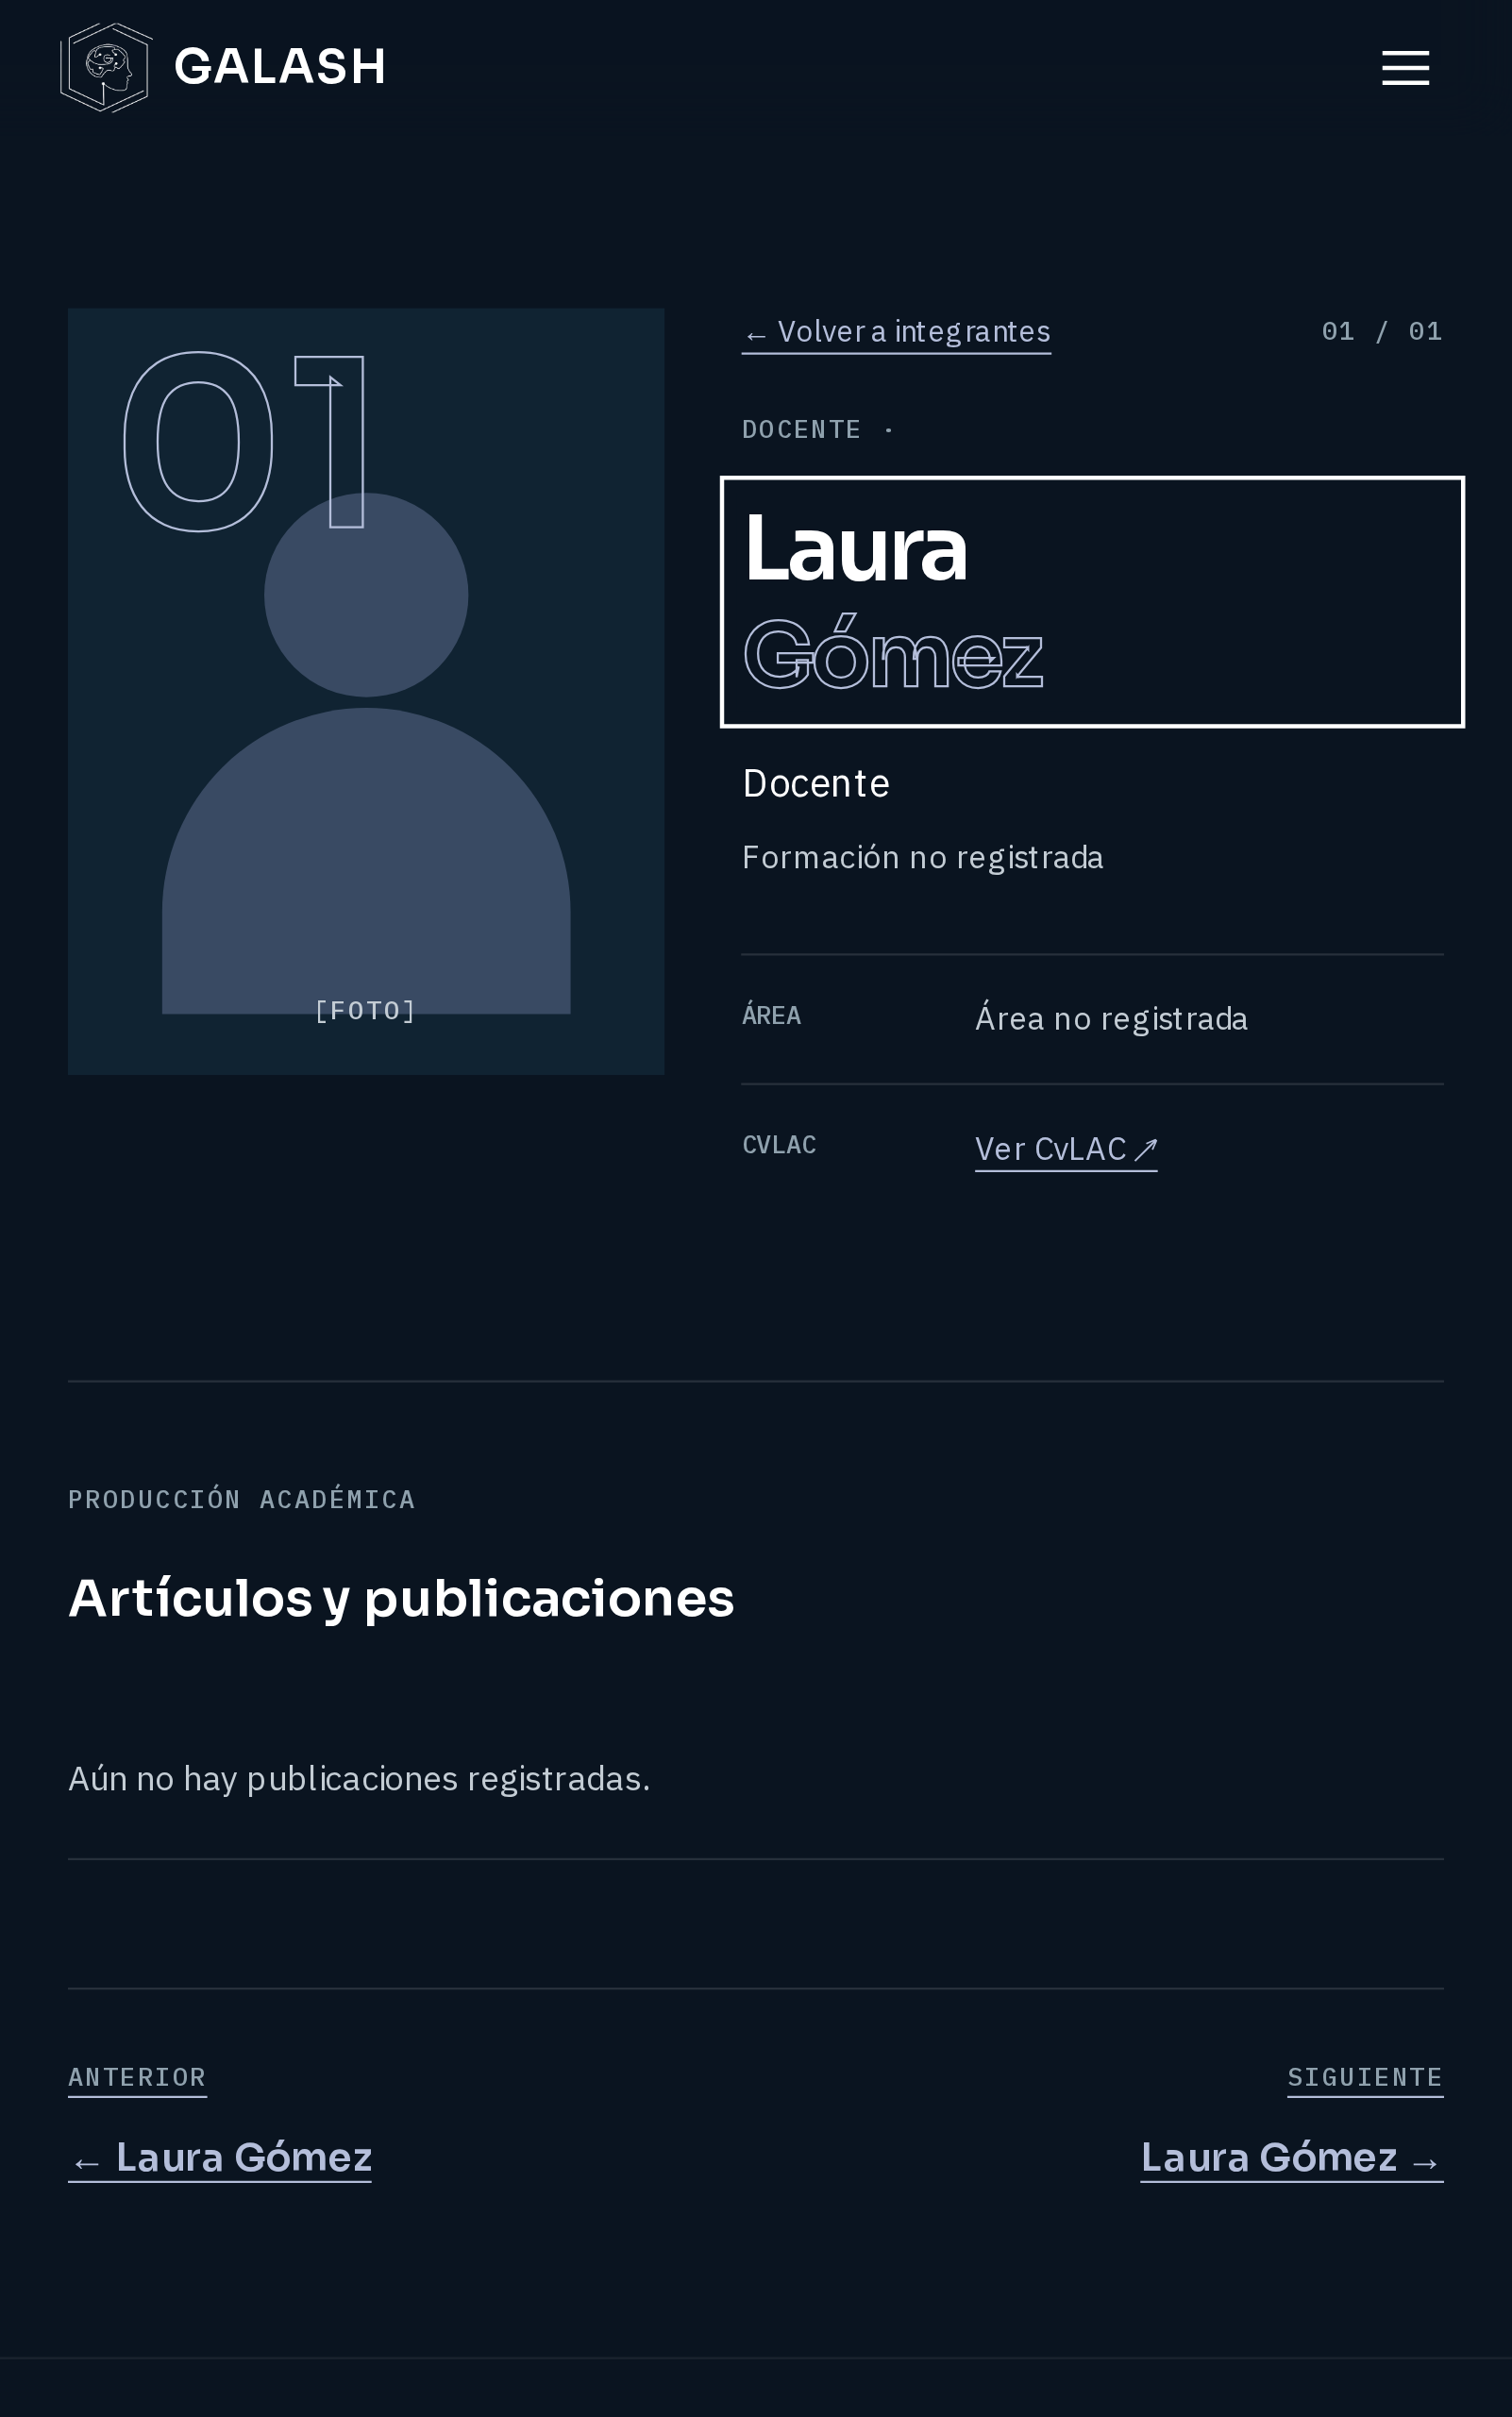 GALASH
01
[FOTO]
← Volver a integrantes
01 / 01
DOCENTE ·
Laura
Gómez
Docente
Formación no registrada
ÁREA
Área no registrada
CVLAC
Ver CvLAC ↗
PRODUCCIÓN ACADÉMICA
Artículos y publicaciones
Aún no hay publicaciones registradas.
ANTERIOR
← Laura Gómez
SIGUIENTE
Laura Gómez →